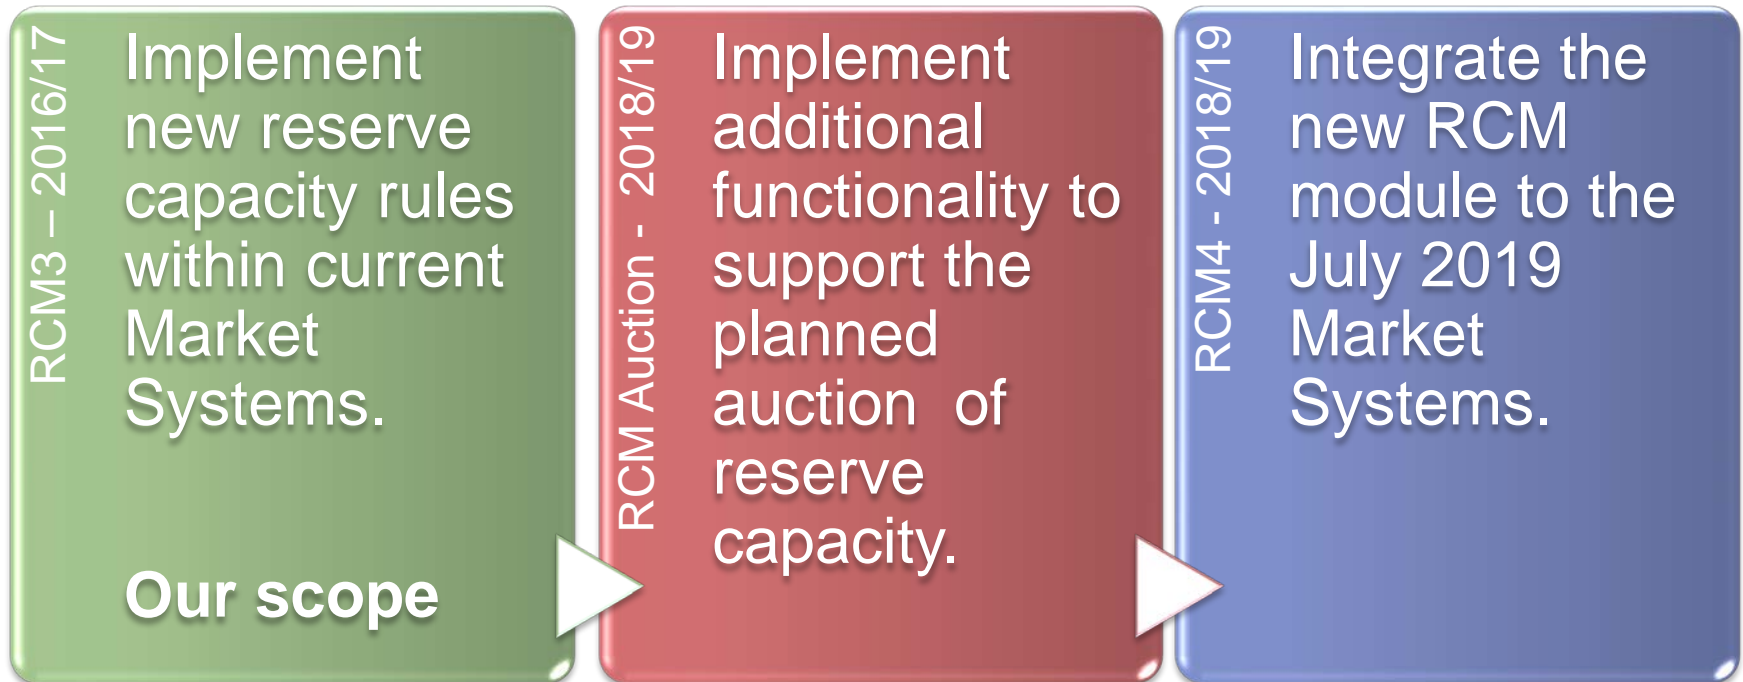 RCM3 – 2016/17
Implement
new reserve
capacity rules
within current
Market
Systems.
Our scope
RCM Auction - 2018/19
Implement
additional
functionality to
support the
planned
auction of
reserve
capacity.
RCM4 - 2018/19
Integrate the
new RCM
module to the
July 2019
Market
Systems.